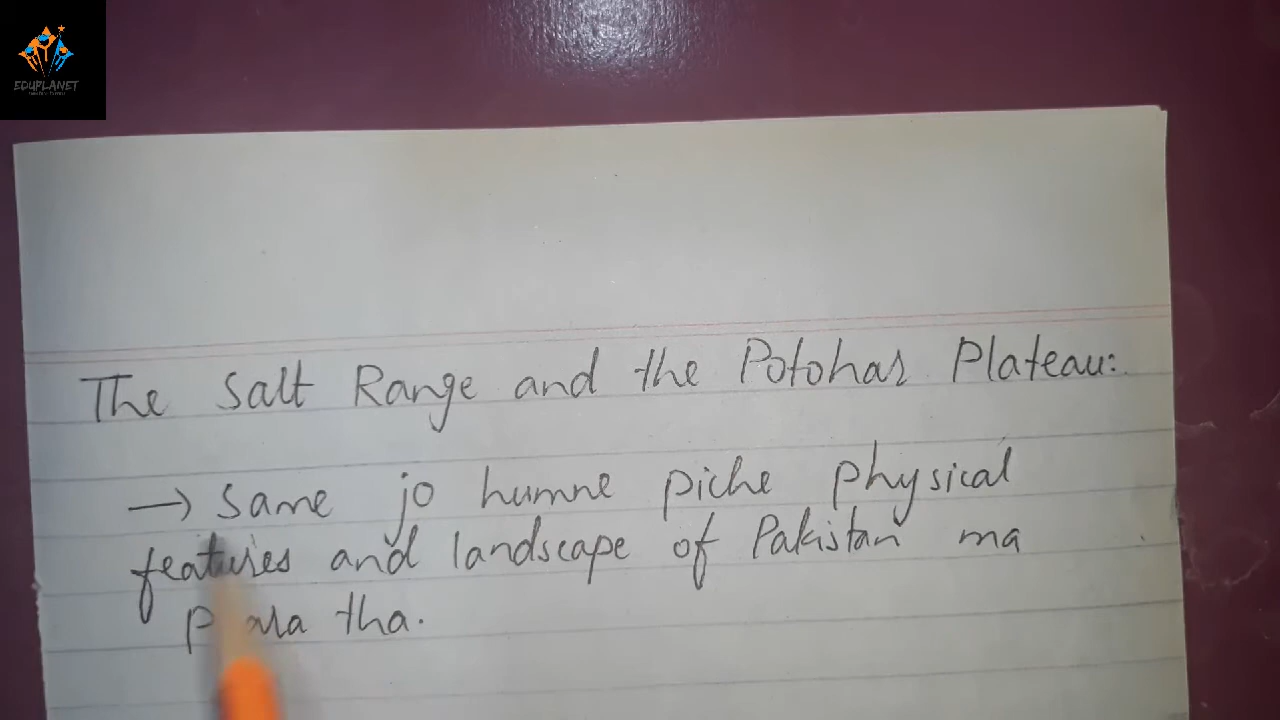 EDUPLANET
The Salt Range and the Potohar Plateau:
→ Same jo humne piche physical
features and landscape of Pakistan ma
tha.